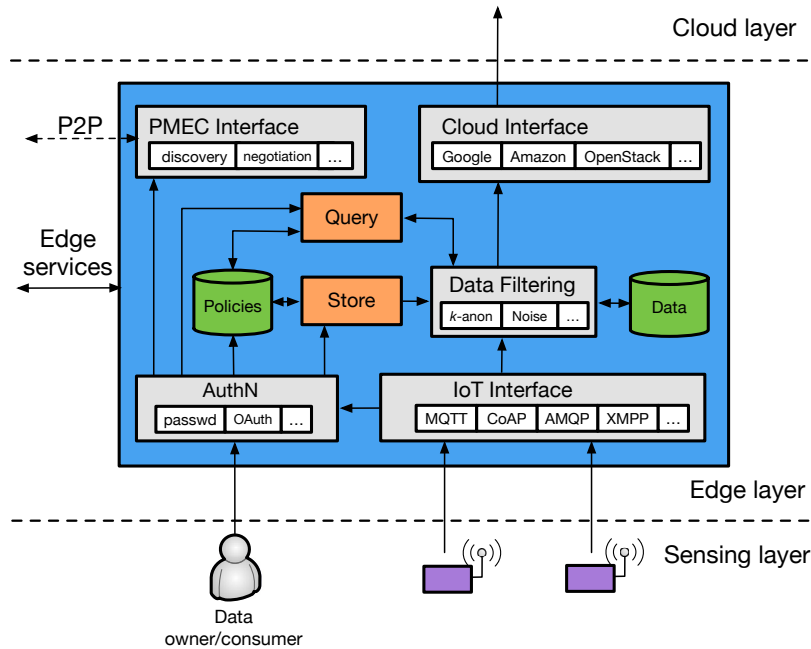 Cloud layer
P2P
PMEC Interface
discovery negotiation ...
Cloud Interface
Google Amazon OpenStack ...
Query
Edge
services
Policies
Store
Data Filtering
k-anon Noise ...
Data
AuthN
passwd OAuth ...
IoT Interface
MQTT CoAP AMQP XMPP ...
Edge layer
Sensing layer
Data
owner/consumer